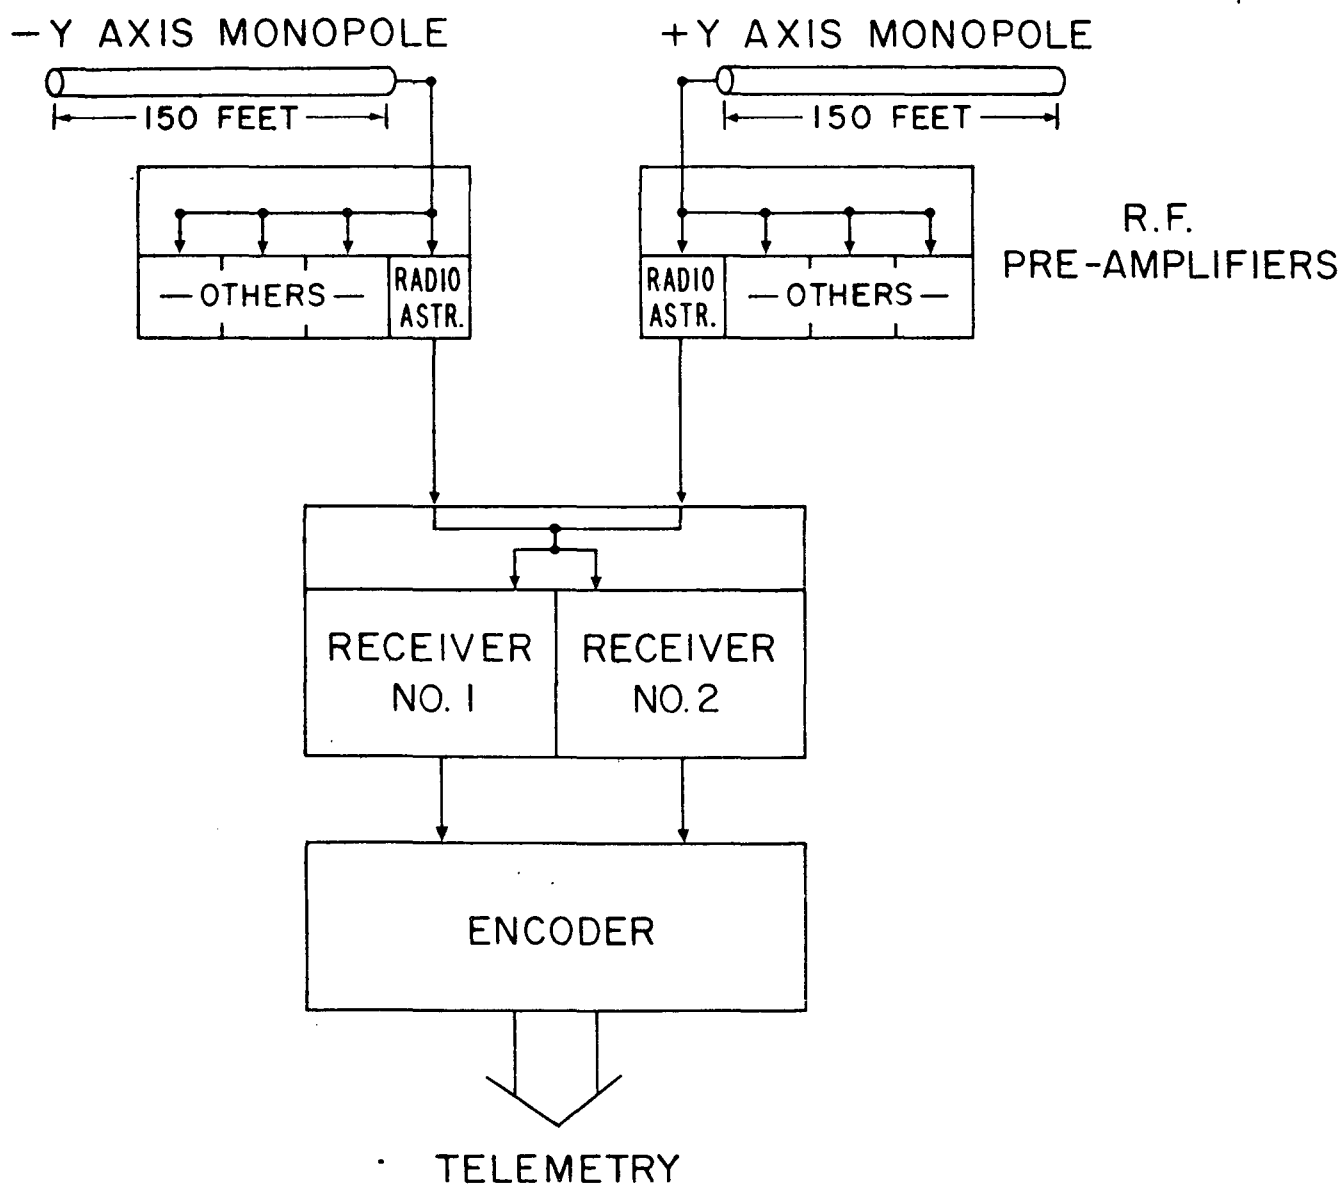 −Y AXIS MONOPOLE
+Y AXIS MONOPOLE
150 FEET
150 FEET
R.F.
PRE-AMPLIFIERS
—OTHERS—
RADIO
ASTR.
RADIO
ASTR.
—OTHERS—
RECEIVER
NO. 1
RECEIVER
NO. 2
ENCODER
TELEMETRY